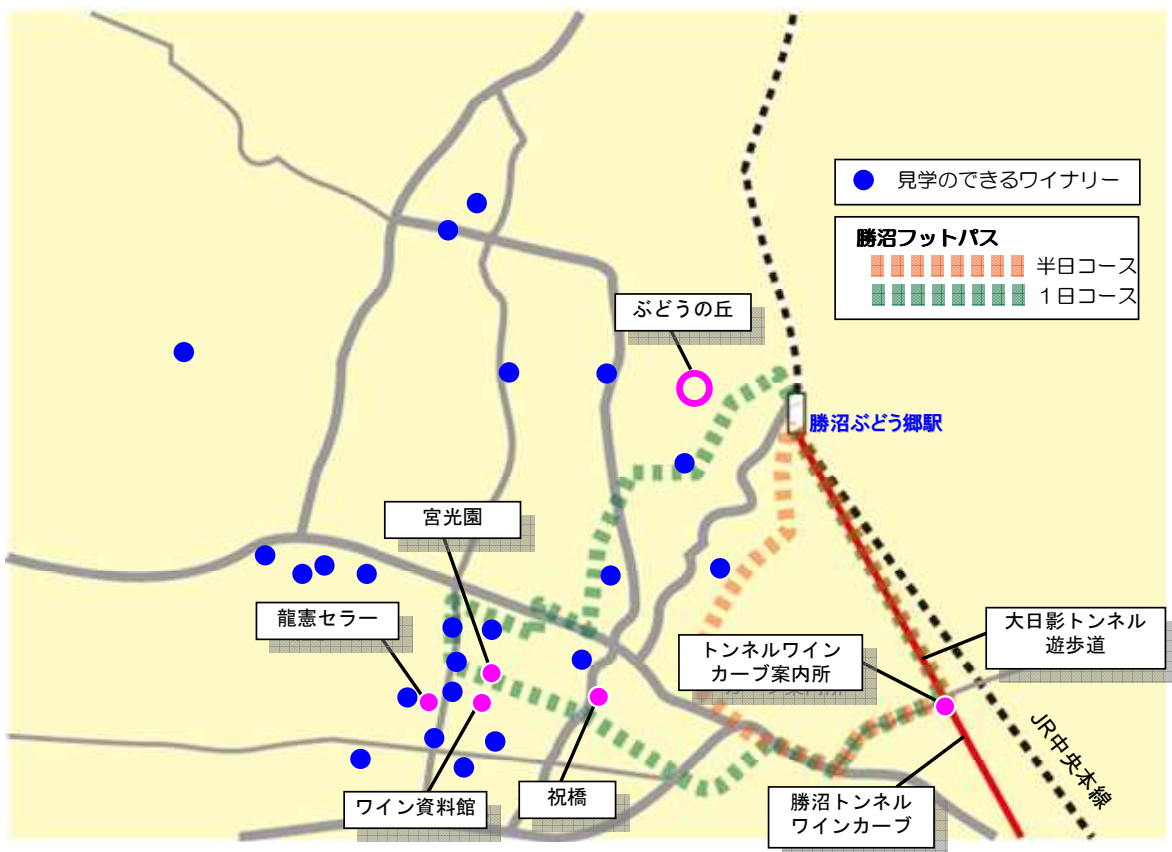 見学のできるワイナリー
勝沼フットパス
半日コース
1日コース
ぶどうの丘
勝沼ぶどう郷駅
宮光園
龍憲セラー
大日影トンネル
遊歩道
トンネルワイン
カーブ案内所
JR中央本線
ワイン資料館
祝橋
勝沼トンネル
ワインカーブ